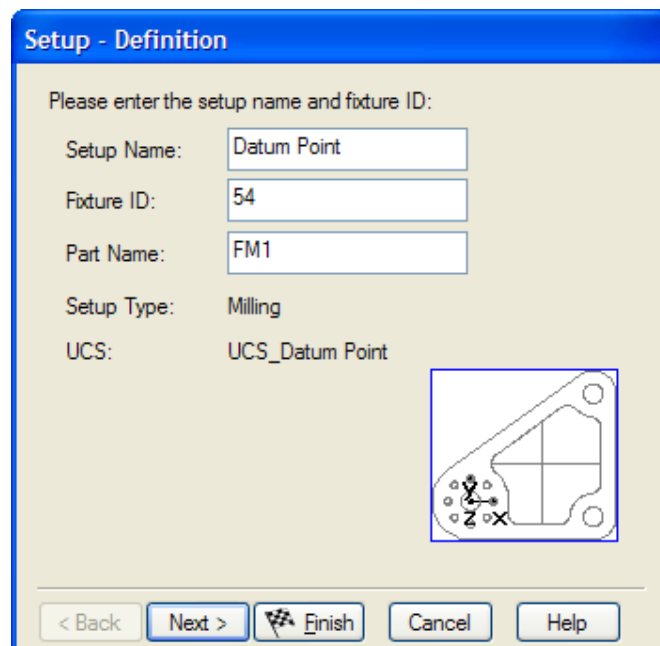 Setup - Definition
Please enter the setup name and fixture ID:
Setup Name: Datum Point
Fixture ID: 54
Part Name: FM1
Setup Type: Milling
UCS: UCS_Datum Point
Y
Z X
< Back Next > Finish Cancel Help